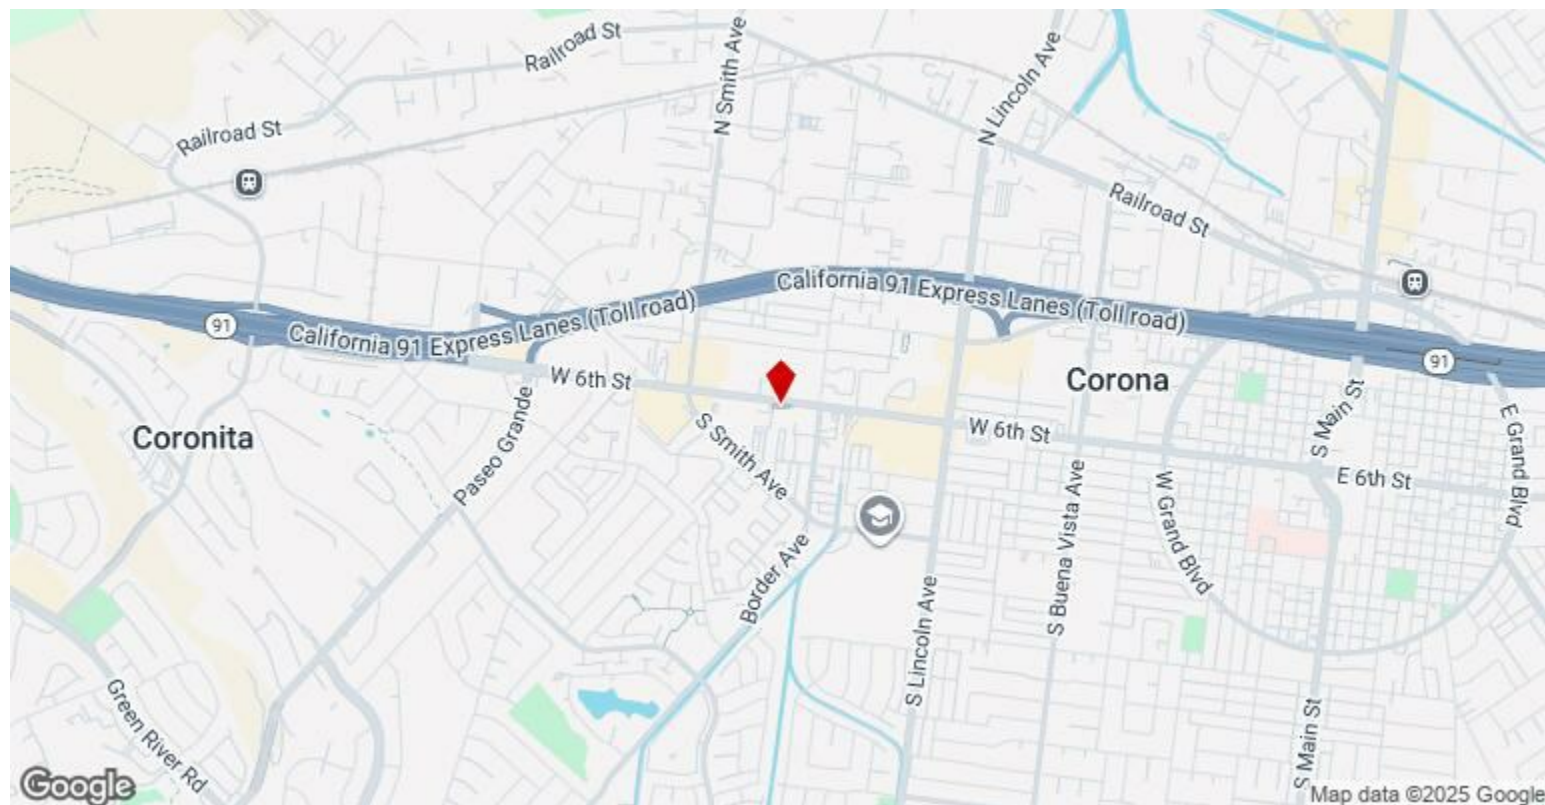 Railroad St
N Smith Ave
N Lincoln Ave
Railroad St
Railroad St
California 91 Express Lanes (Toll road)
California 91 Express Lanes (Toll road)
91
91
W 6th St
Corona
Coronita
S Main St
E Grand Blvd
Paseo Grande
S Smith Ave
W 6th St
E 6th St
S Buena Vista Ave
W Grand Blvd
Border Ave
S Lincoln Ave
Green River Rd
S Main St
Google
Map data ©2025 Google